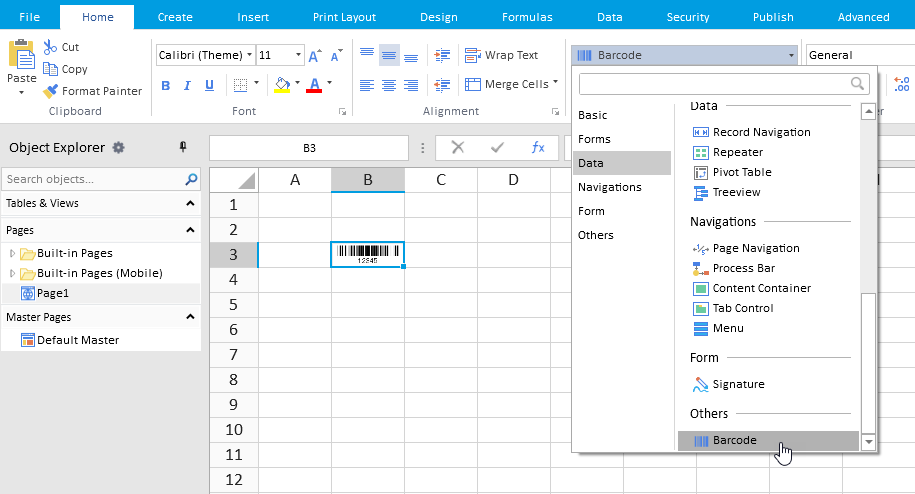 File Home Create Insert Print Layout Design Formulas Data Security Publish Advanced
Paste
Cut
Copy
Format Painter
Clipboard
Calibri (Theme) 11 A A
B I U A
Font
Wrap Text
Merge Cells
Alignment
Barcode
General
.00
Object Explorer
Search objects...
Tables & Views
Pages
Built-in Pages
Built-in Pages (Mobile)
Page1
Master Pages
Default Master
B3 fx
A B C D
1
2
3
12345
4
5
6
7
8
9
10
11
12
Basic
Forms
Data
Navigations
Form
Others
Data
Record Navigation
Repeater
Pivot Table
Treeview
Navigations
Page Navigation
Process Bar
Content Container
Tab Control
Menu
Form
Signature
Others
Barcode